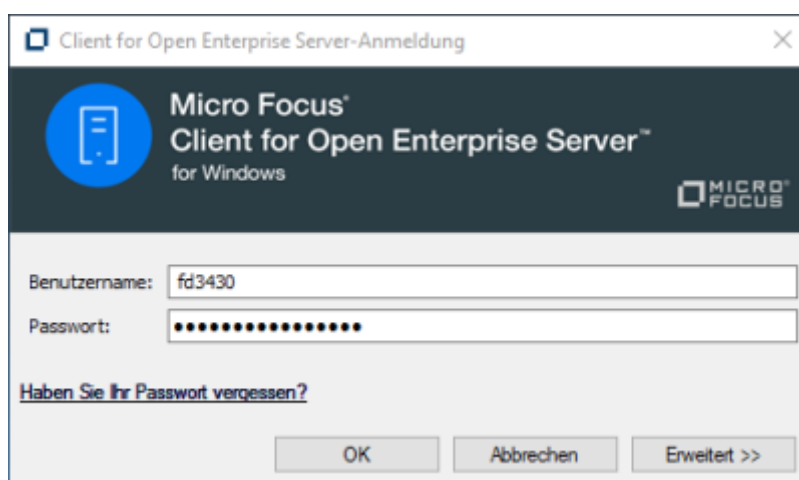 Client for Open Enterprise Server-Anmeldung
Micro Focus®
Client for Open Enterprise Server™
for Windows
MICRO®
FOCUS
Benutzername: fd3430
Passwort: ●●●●●●●●●●●●●●●●
Haben Sie Ihr Passwort vergessen?
OK Abbrechen Erweitert >>